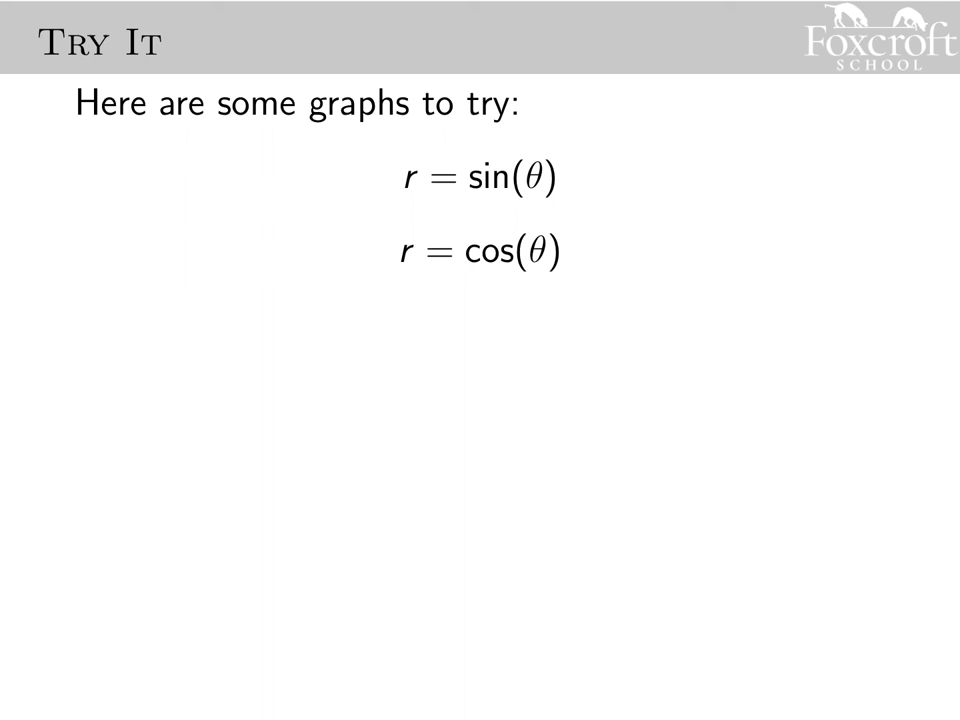 Try It
Foxcroft
SCHOOL
Here are some graphs to try:
r = sin(θ)
r = cos(θ)